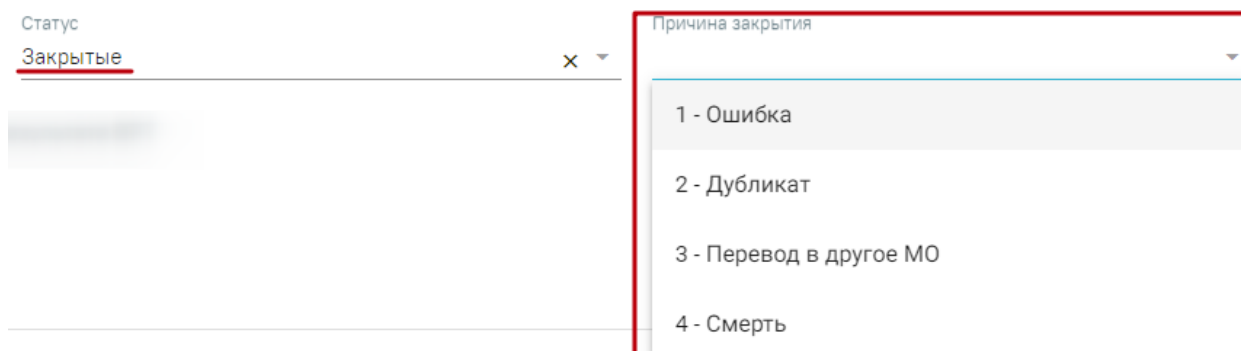 Статус
Закрытые
Причина закрытия
1 - Ошибка
2 - Дубликат
3 - Перевод в другое МО
4 - Смерть